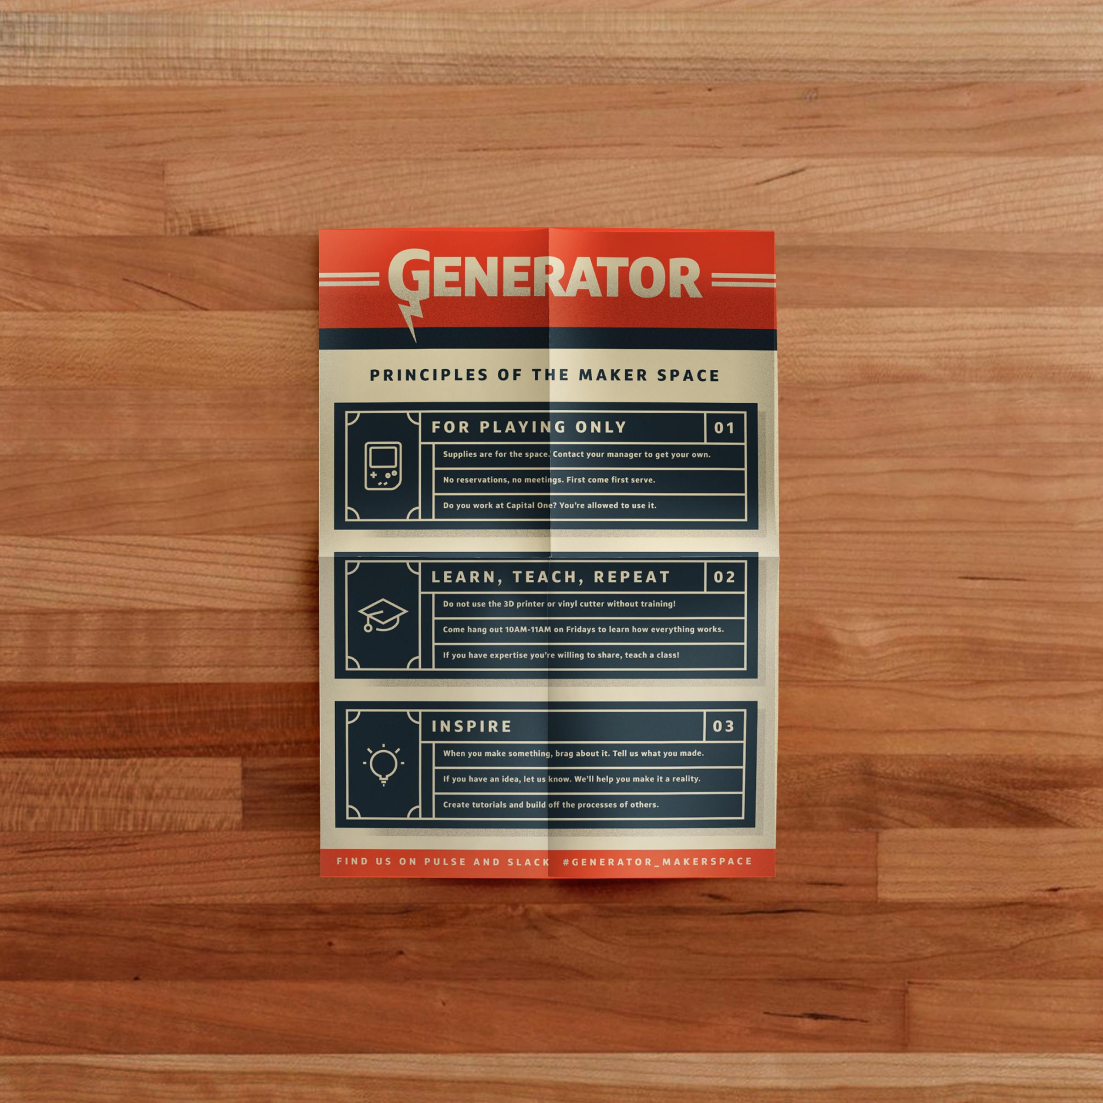 GENERATOR
PRINCIPLES OF THE MAKER SPACE
FOR PLAYING ONLY 01
Supplies are for the space. Contact your manager to get your own.
No reservations, no meetings. First come first serve.
Do you work at Capital One? You're allowed to use it.
LEARN, TEACH, REPEAT 02
Do not use the 3D printer or vinyl cutter without training!
Come hang out 10AM-11AM on Fridays to learn how everything works.
If you have expertise you're willing to share, teach a class!
INSPIRE 03
When you make something, brag about it. Tell us what you made.
If you have an idea, let us know. We'll help you make it a reality.
Create tutorials and build off the processes of others.
FIND US ON PULSE AND SLACK #GENERATOR_MAKERSPACE